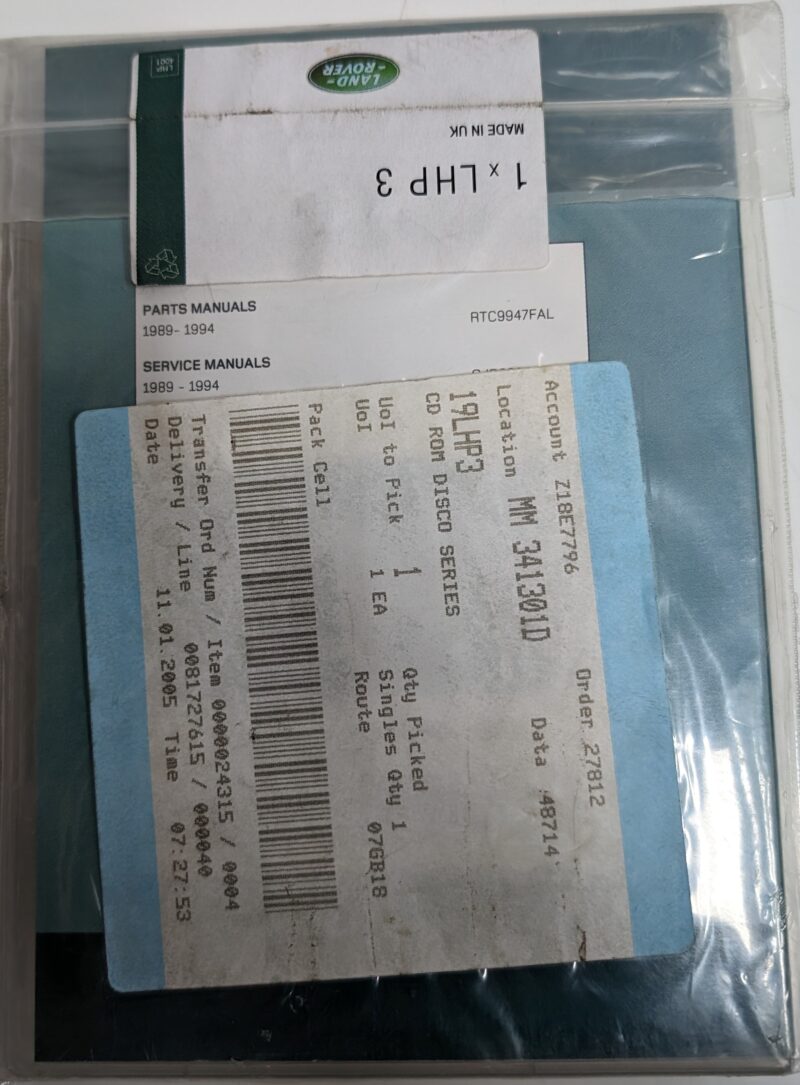 LHP
4001
LAND-
-ROVER
MADE IN UK
1 x LHP 3
PARTS MANUALS
1989- 1994
RTC9947FAL
SERVICE MANUALS
1989 - 1994
Account Z18E7796 Order 27812
Location MM 341301D Data 48714
19LHP3
CD ROM DISCO SERIES
UoI to Pick 1 Qty Picked
UoI 1 EA Singles Qty 1
Route 07GB18
Pack Cell
Transfer Ord Num / Item 0000024315 / 0004
Delivery / Line 0081727615 / 000040
Date 11.01.2005 Time 07:27:53